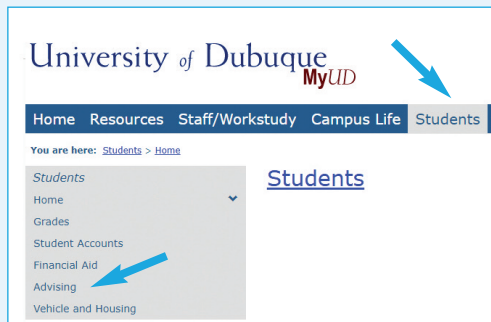 University of Dubuque
MyUD
Home Resources Staff/Workstudy Campus Life Students
You are here: Students > Home
Students
Students
Home
Grades
Student Accounts
Financial Aid
Advising
Vehicle and Housing